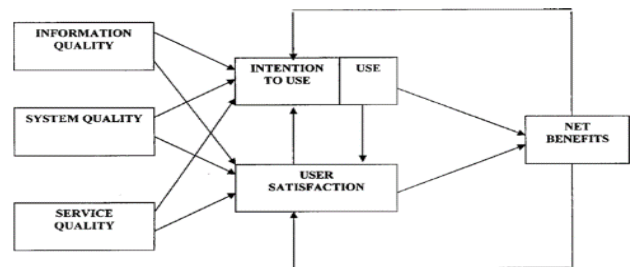 INFORMATION
QUALITY
INTENTION
TO USE
USE
SYSTEM QUALITY
NET
BENEFITS
USER
SATISFACTION
SERVICE
QUALITY